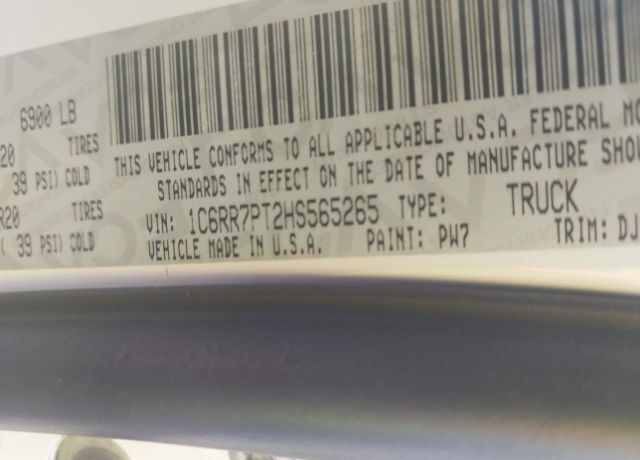 6900 LB
20 TIRES
39 PSI) COLD
R20 TIRES
( 39 PSI) COLD
THIS VEHICLE CONFORMS TO ALL APPLICABLE U.S.A. FEDERAL MO
STANDARDS IN EFFECT ON THE DATE OF MANUFACTURE SHO
VIN: 1C6RR7PT2HS565265 TYPE: TRUCK
VEHICLE MADE IN U.S.A. PAINT: PW7 TRIM: DJ